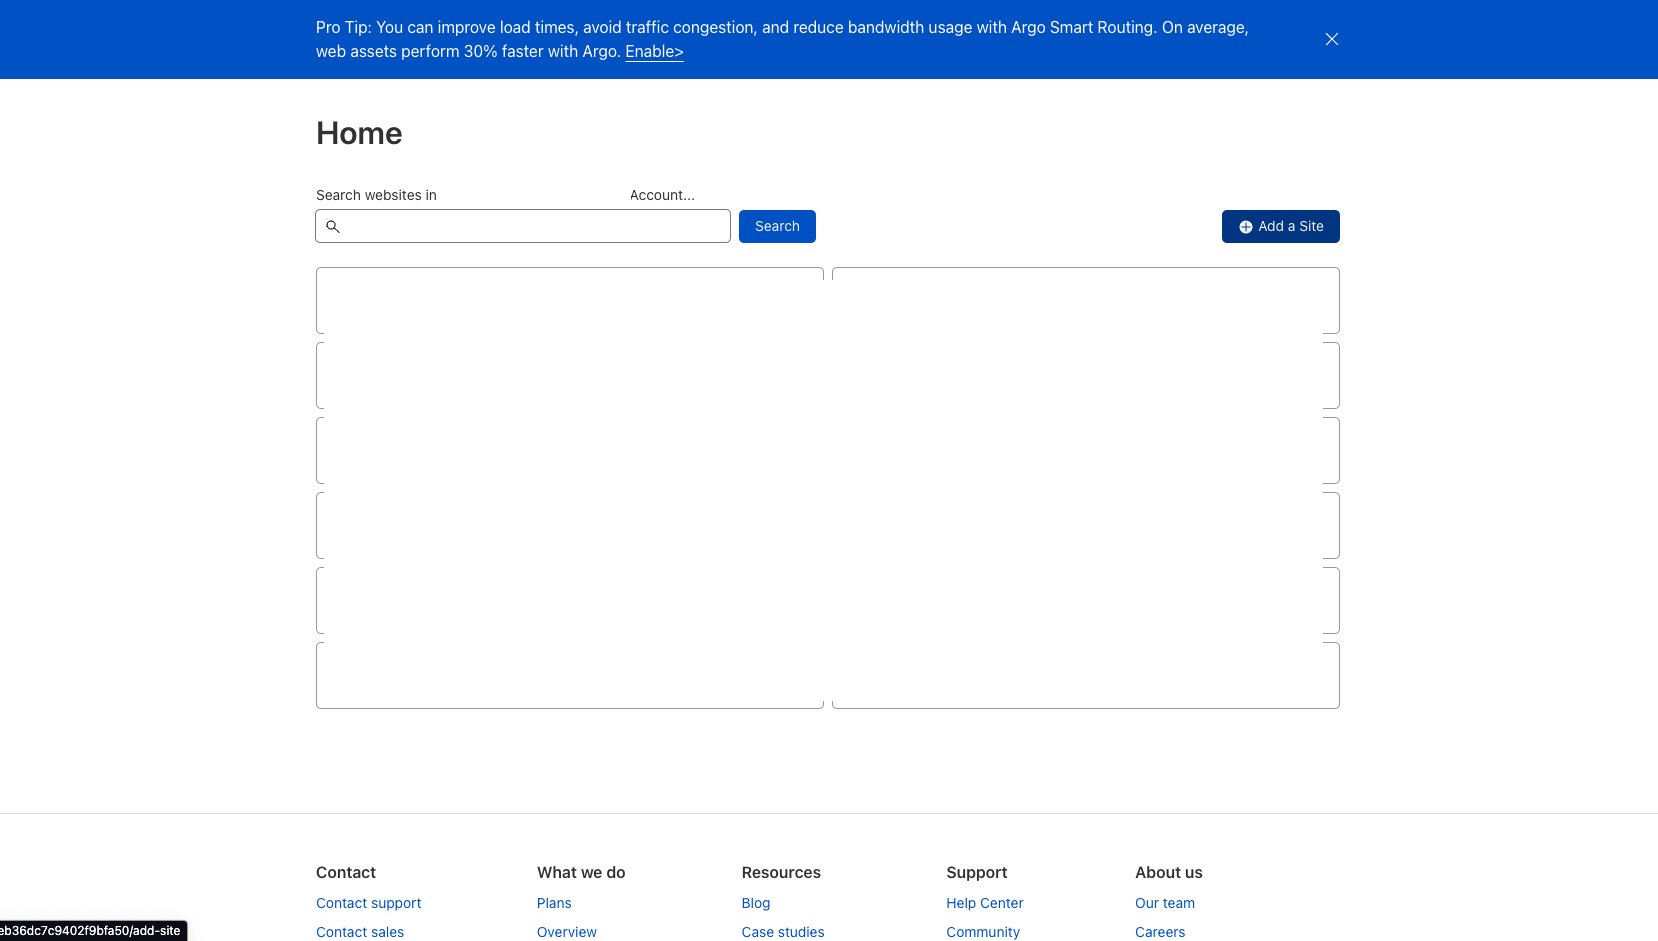 Pro Tip: You can improve load times, avoid traffic congestion, and reduce bandwidth usage with Argo Smart Routing. On average,
web assets perform 30% faster with Argo. Enable>
Home
Search websites in Account...
Search
Add a Site
Contact
What we do
Resources
Support
About us
Contact support
Plans
Blog
Help Center
Our team
Contact sales
Overview
Case studies
Community
Careers
eb36dc7c9402f9bfa50/add-site